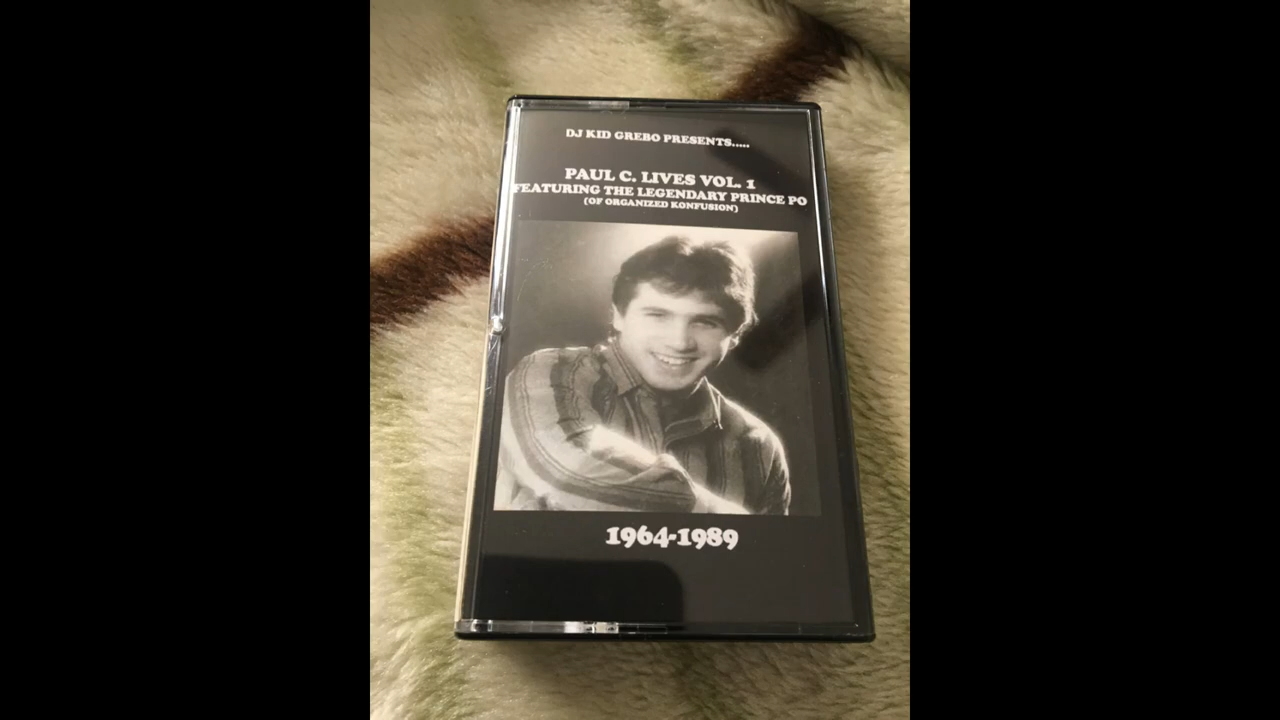 DJ KID GREBO PRESENTS.....
PAUL C. LIVES VOL. 1
FEATURING THE LEGENDARY PRINCE PO
(OF ORGANIZED KONFUSION)
1964-1989